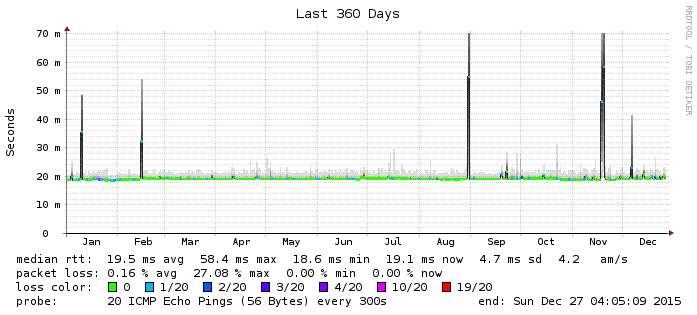 Last 360 Days
RRDTOOL / TOBI OETIKER
Seconds
70 m
60 m
50 m
40 m
30 m
20 m
10 m
0
Jan Feb Mar Apr May Jun Jul Aug Sep Oct Nov Dec
median rtt: 19.5 ms avg 58.4 ms max 18.6 ms min 19.1 ms now 4.7 ms sd 4.2 am/s
packet loss: 0.16 % avg 27.08 % max 0.00 % min 0.00 % now
loss color: 0 1/20 2/20 3/20 4/20 10/20 19/20
probe: 20 ICMP Echo Pings (56 Bytes) every 300s end: Sun Dec 27 04:05:09 2015